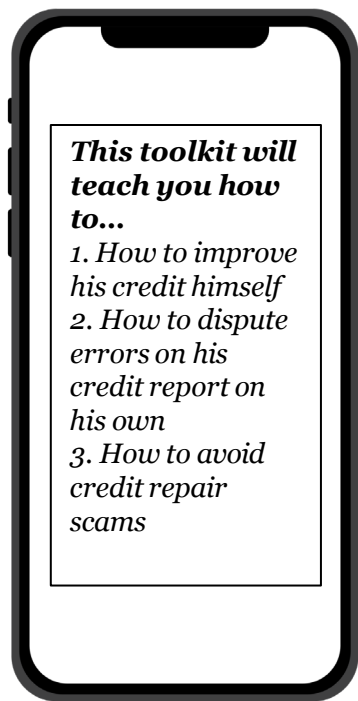 This toolkit will
teach you how
to...
1. How to improve
his credit himself
2. How to dispute
errors on his
credit report on
his own
3. How to avoid
credit repair
scams